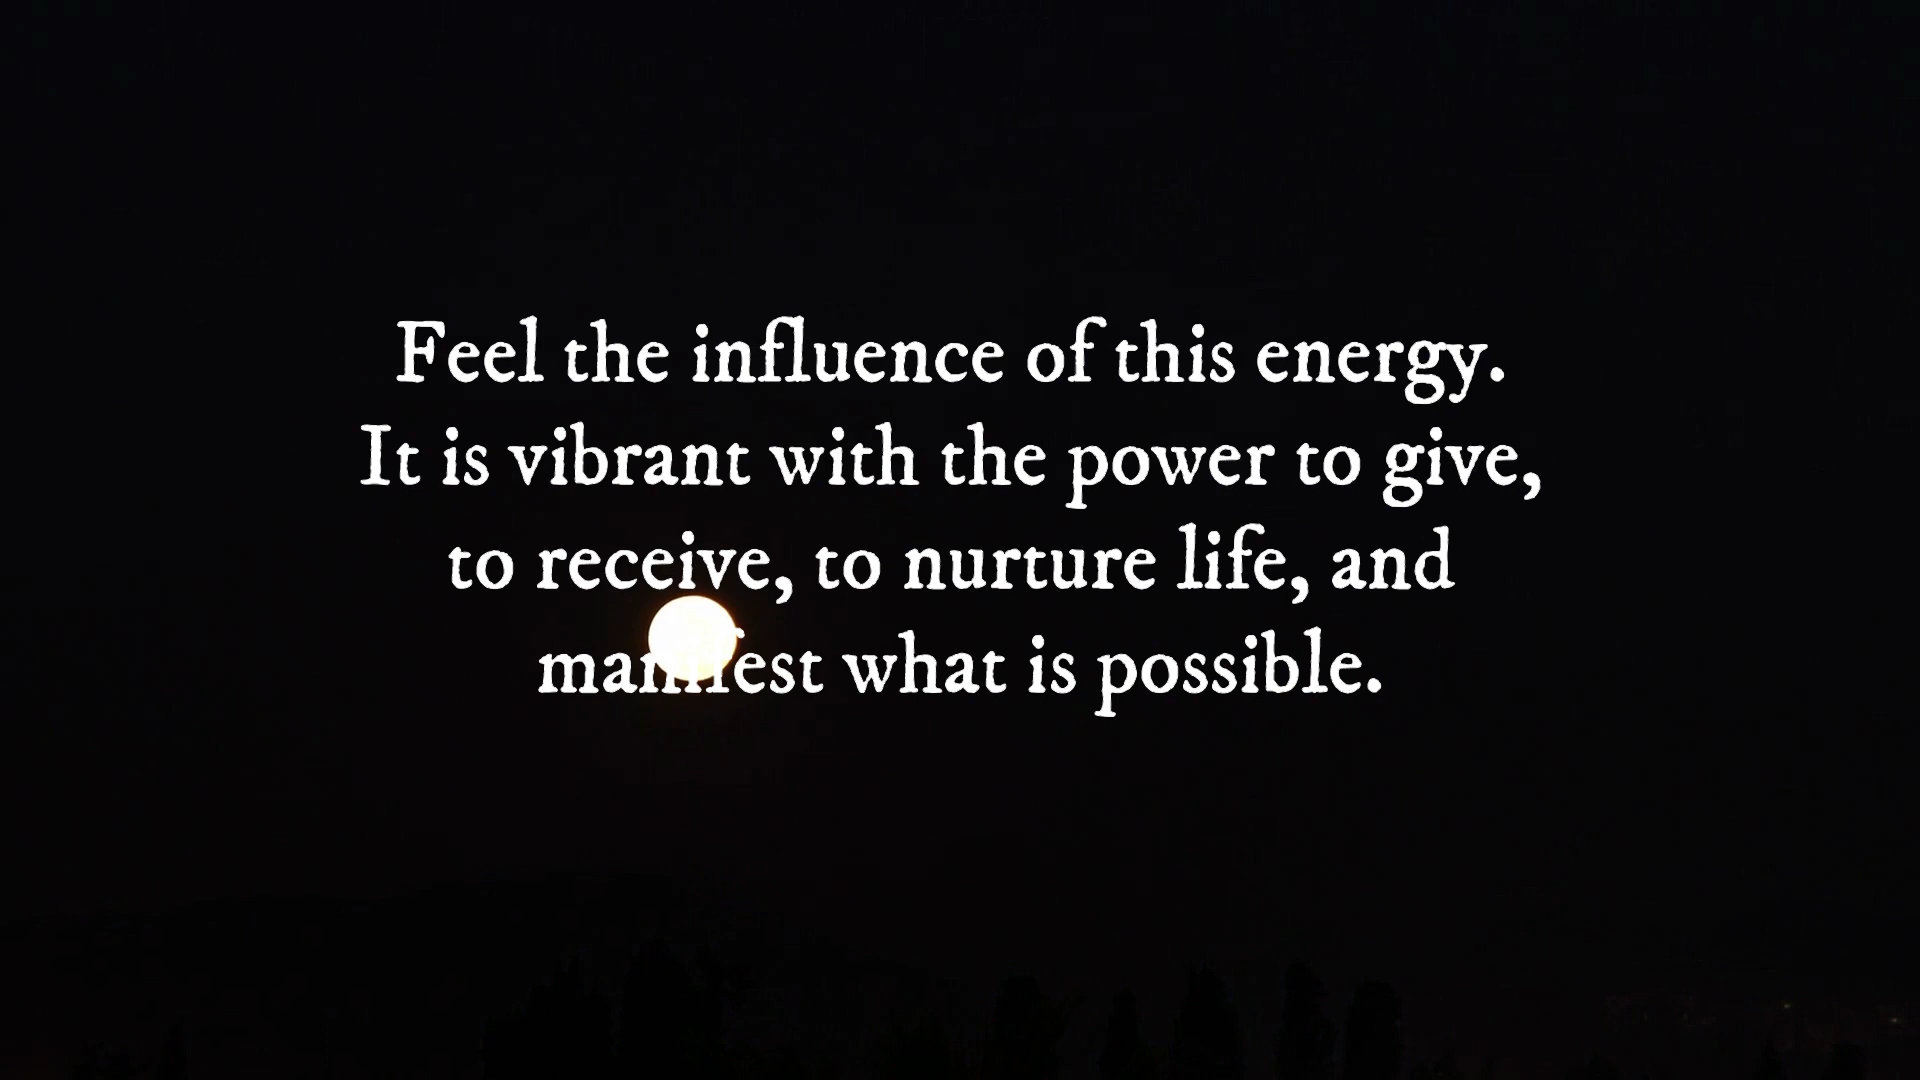 Feel the influence of this energy.
It is vibrant with the power to give,
to receive, to nurture life, and
manifest what is possible.